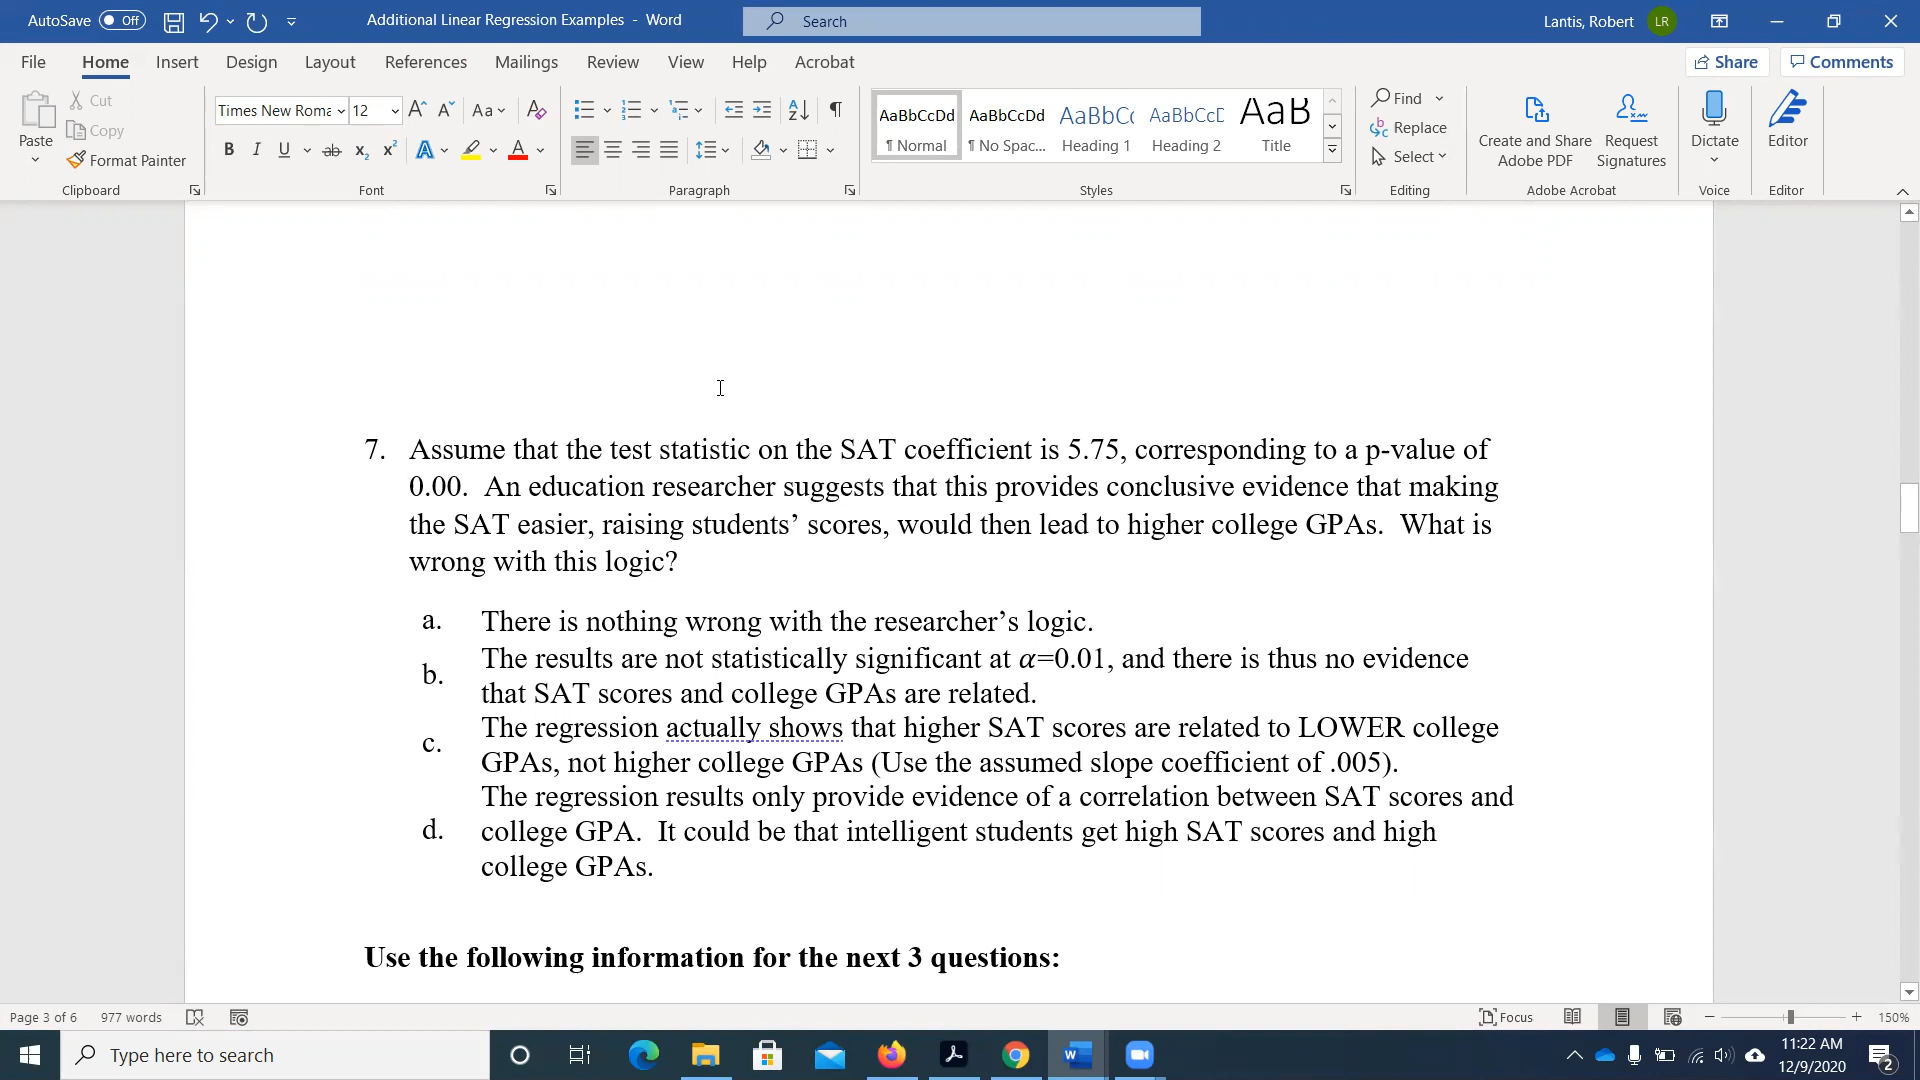 AutoSave Off Additional Linear Regression Examples - Word Search Lantis, Robert LR
File Home Insert Design Layout References Mailings Review View Help Acrobat Share Comments
Paste Cut Copy Format Painter Clipboard
Times New Roma 12 Aa B I U ab x₂ x² A A Font
Paragraph
AaBbCcDd ¶ Normal
AaBbCcDd ¶ No Spac...
AaBbCc Heading 1
AaBbCcD Heading 2
AaB Title
Styles
Find Replace Select Editing
Create and Share Adobe PDF Request Signatures Adobe Acrobat
Dictate Voice
Editor Editor
7. Assume that the test statistic on the SAT coefficient is 5.75, corresponding to a p-value of
0.00. An education researcher suggests that this provides conclusive evidence that making
the SAT easier, raising students’ scores, would then lead to higher college GPAs. What is
wrong with this logic?
a. There is nothing wrong with the researcher’s logic.
b. The results are not statistically significant at α=0.01, and there is thus no evidence
that SAT scores and college GPAs are related.
c. The regression actually shows that higher SAT scores are related to LOWER college
GPAs, not higher college GPAs (Use the assumed slope coefficient of .005).
d. The regression results only provide evidence of a correlation between SAT scores and
college GPA. It could be that intelligent students get high SAT scores and high
college GPAs.
Use the following information for the next 3 questions:
Page 3 of 6 977 words Focus 150%
Type here to search 11:22 AM
12/9/2020 2